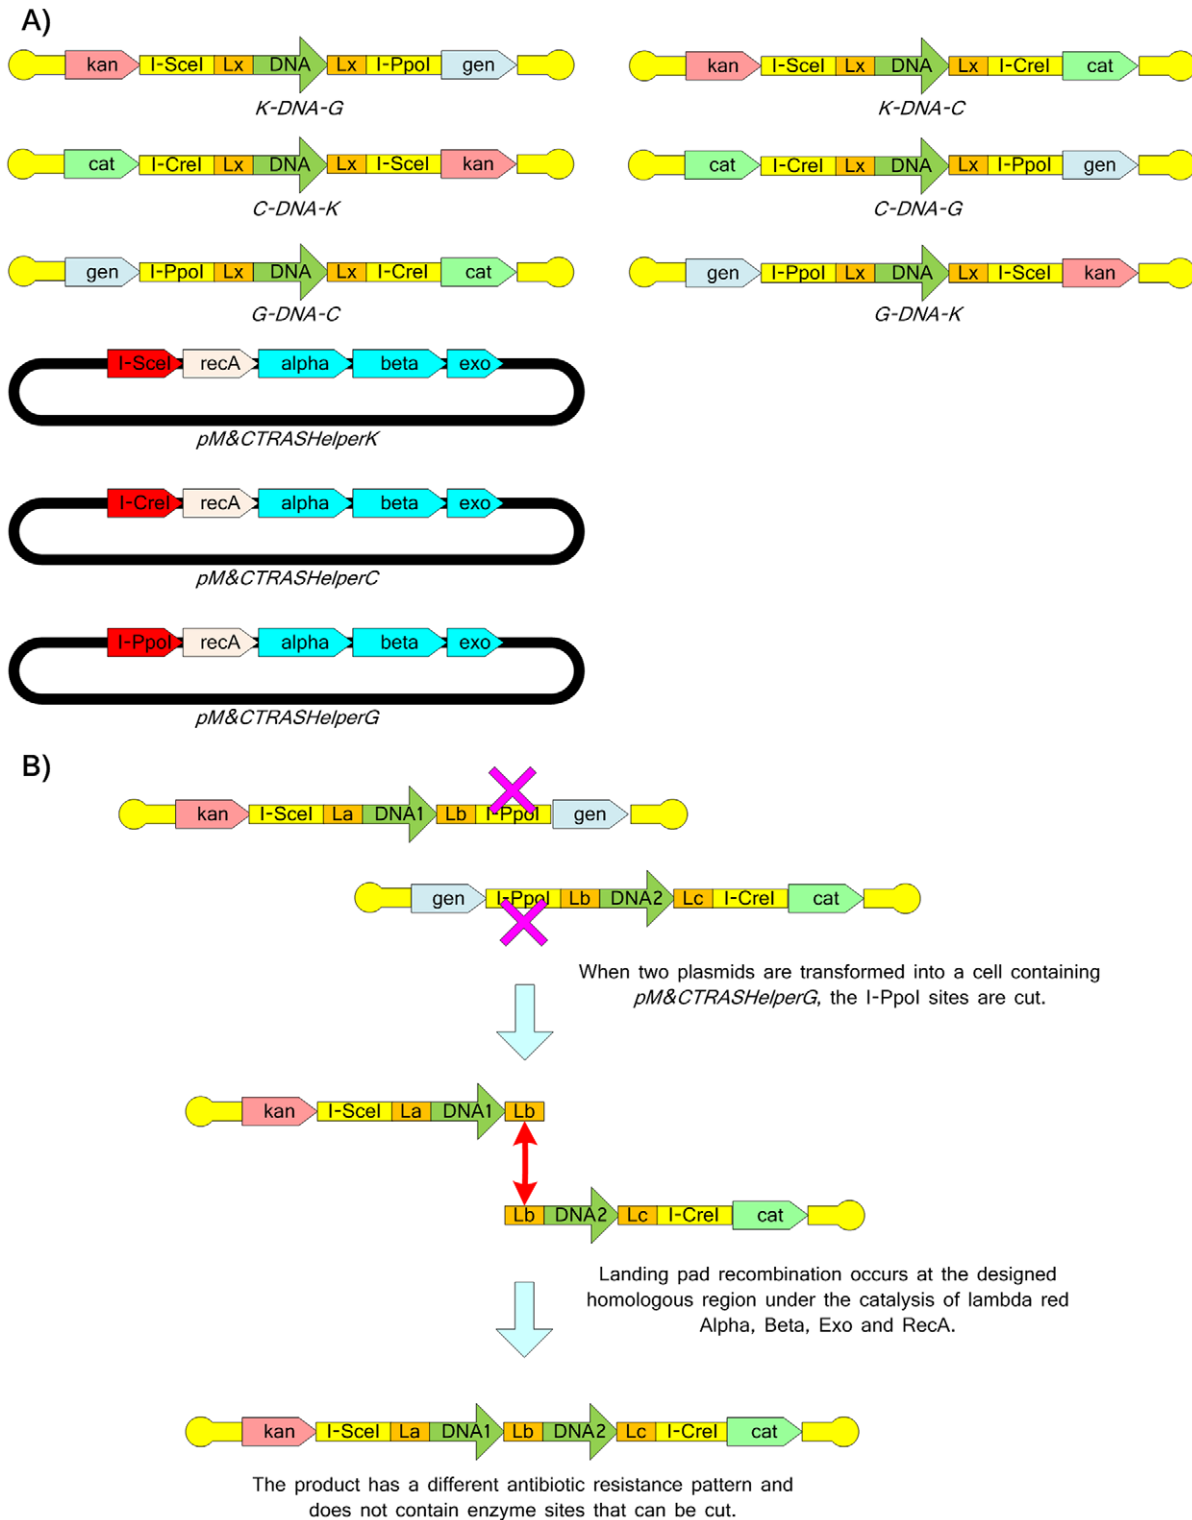 A)
kan I-SceI Lx DNA Lx I-PpoI gen
K-DNA-G
kan I-SceI Lx DNA Lx I-CreI cat
K-DNA-C
cat I-CreI Lx DNA Lx I-SceI kan
C-DNA-K
cat I-CreI Lx DNA Lx I-PpoI gen
C-DNA-G
gen I-PpoI Lx DNA Lx I-CreI cat
G-DNA-C
gen I-PpoI Lx DNA Lx I-SceI kan
G-DNA-K
I-SceI recA alpha beta exo
pM&CTRASHelperK
I-CreI recA alpha beta exo
pM&CTRASHelperC
I-PpoI recA alpha beta exo
pM&CTRASHelperG
B)
kan I-SceI La DNA1 Lb I-PpoI gen
gen I-PpoI Lb DNA2 Lc I-CreI cat
When two plasmids are transformed into a cell containing
pM&CTRASHelperG, the I-PpoI sites are cut.
kan I-SceI La DNA1 Lb
Lb DNA2 Lc I-CreI cat
Landing pad recombination occurs at the designed
homologous region under the catalysis of lambda red
Alpha, Beta, Exo and RecA.
kan I-SceI La DNA1 Lb DNA2 Lc I-CreI cat
The product has a different antibiotic resistance pattern and
does not contain enzyme sites that can be cut.